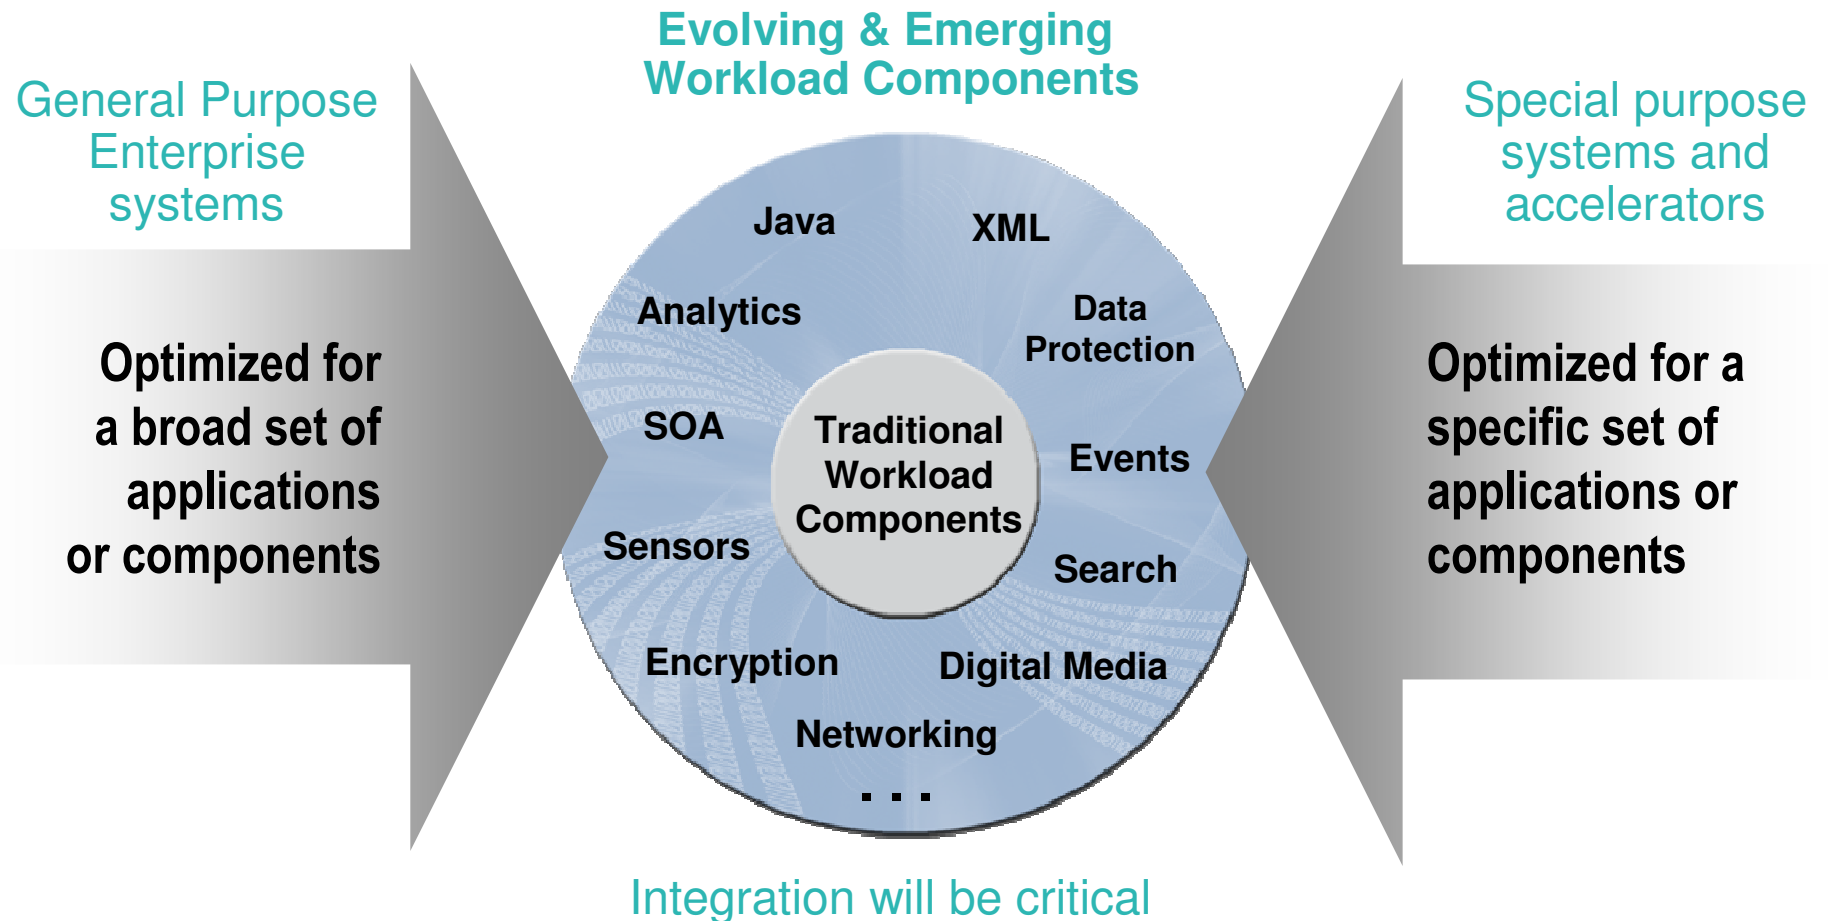 Evolving & Emerging
Workload Components
General Purpose
Enterprise
systems
Optimized for
a broad set of
applications
or components
Java
XML
Analytics
Data
Protection
SOA
Traditional
Workload
Components
Events
Sensors
Search
Encryption
Digital Media
Networking
. . .
Special purpose
systems and
accelerators
Optimized for a
specific set of
applications or
components
Integration will be critical